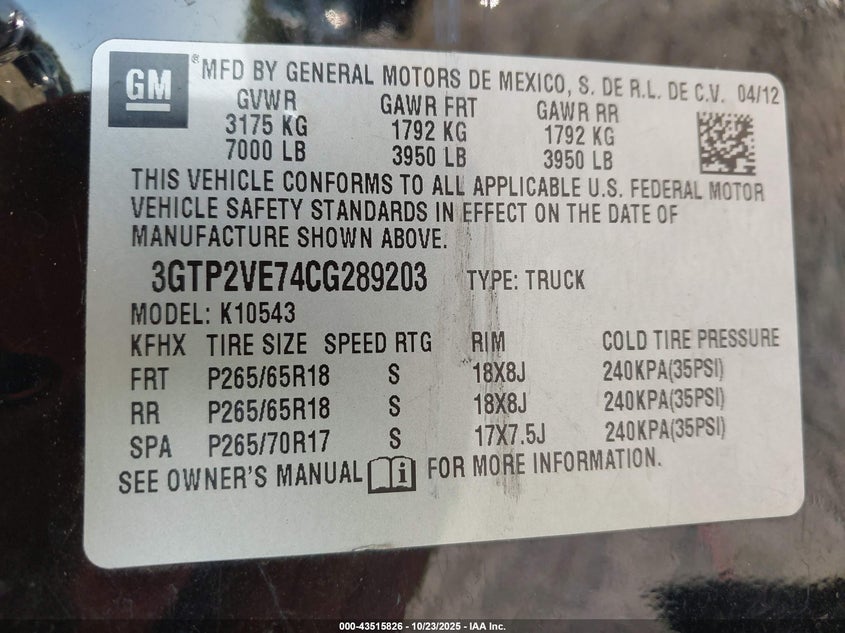 GM ® MFD BY GENERAL MOTORS DE MEXICO, S. DE R.L. DE C.V. 04/12
GVWR GAWR FRT GAWR RR
3175 KG 1792 KG 1792 KG
7000 LB 3950 LB 3950 LB
THIS VEHICLE CONFORMS TO ALL APPLICABLE U.S. FEDERAL MOTOR
VEHICLE SAFETY STANDARDS IN EFFECT ON THE DATE OF
MANUFACTURE SHOWN ABOVE.
3GTP2VE74CG289203 TYPE: TRUCK
MODEL: K10543
KFHX TIRE SIZE SPEED RTG RIM COLD TIRE PRESSURE
FRT P265/65R18 S 18X8J 240KPA(35PSI)
RR P265/65R18 S 18X8J 240KPA(35PSI)
SPA P265/70R17 S 17X7.5J 240KPA(35PSI)
SEE OWNER'S MANUAL i FOR MORE INFORMATION.
000-43515826 - 10/23/2025 - IAA Inc.